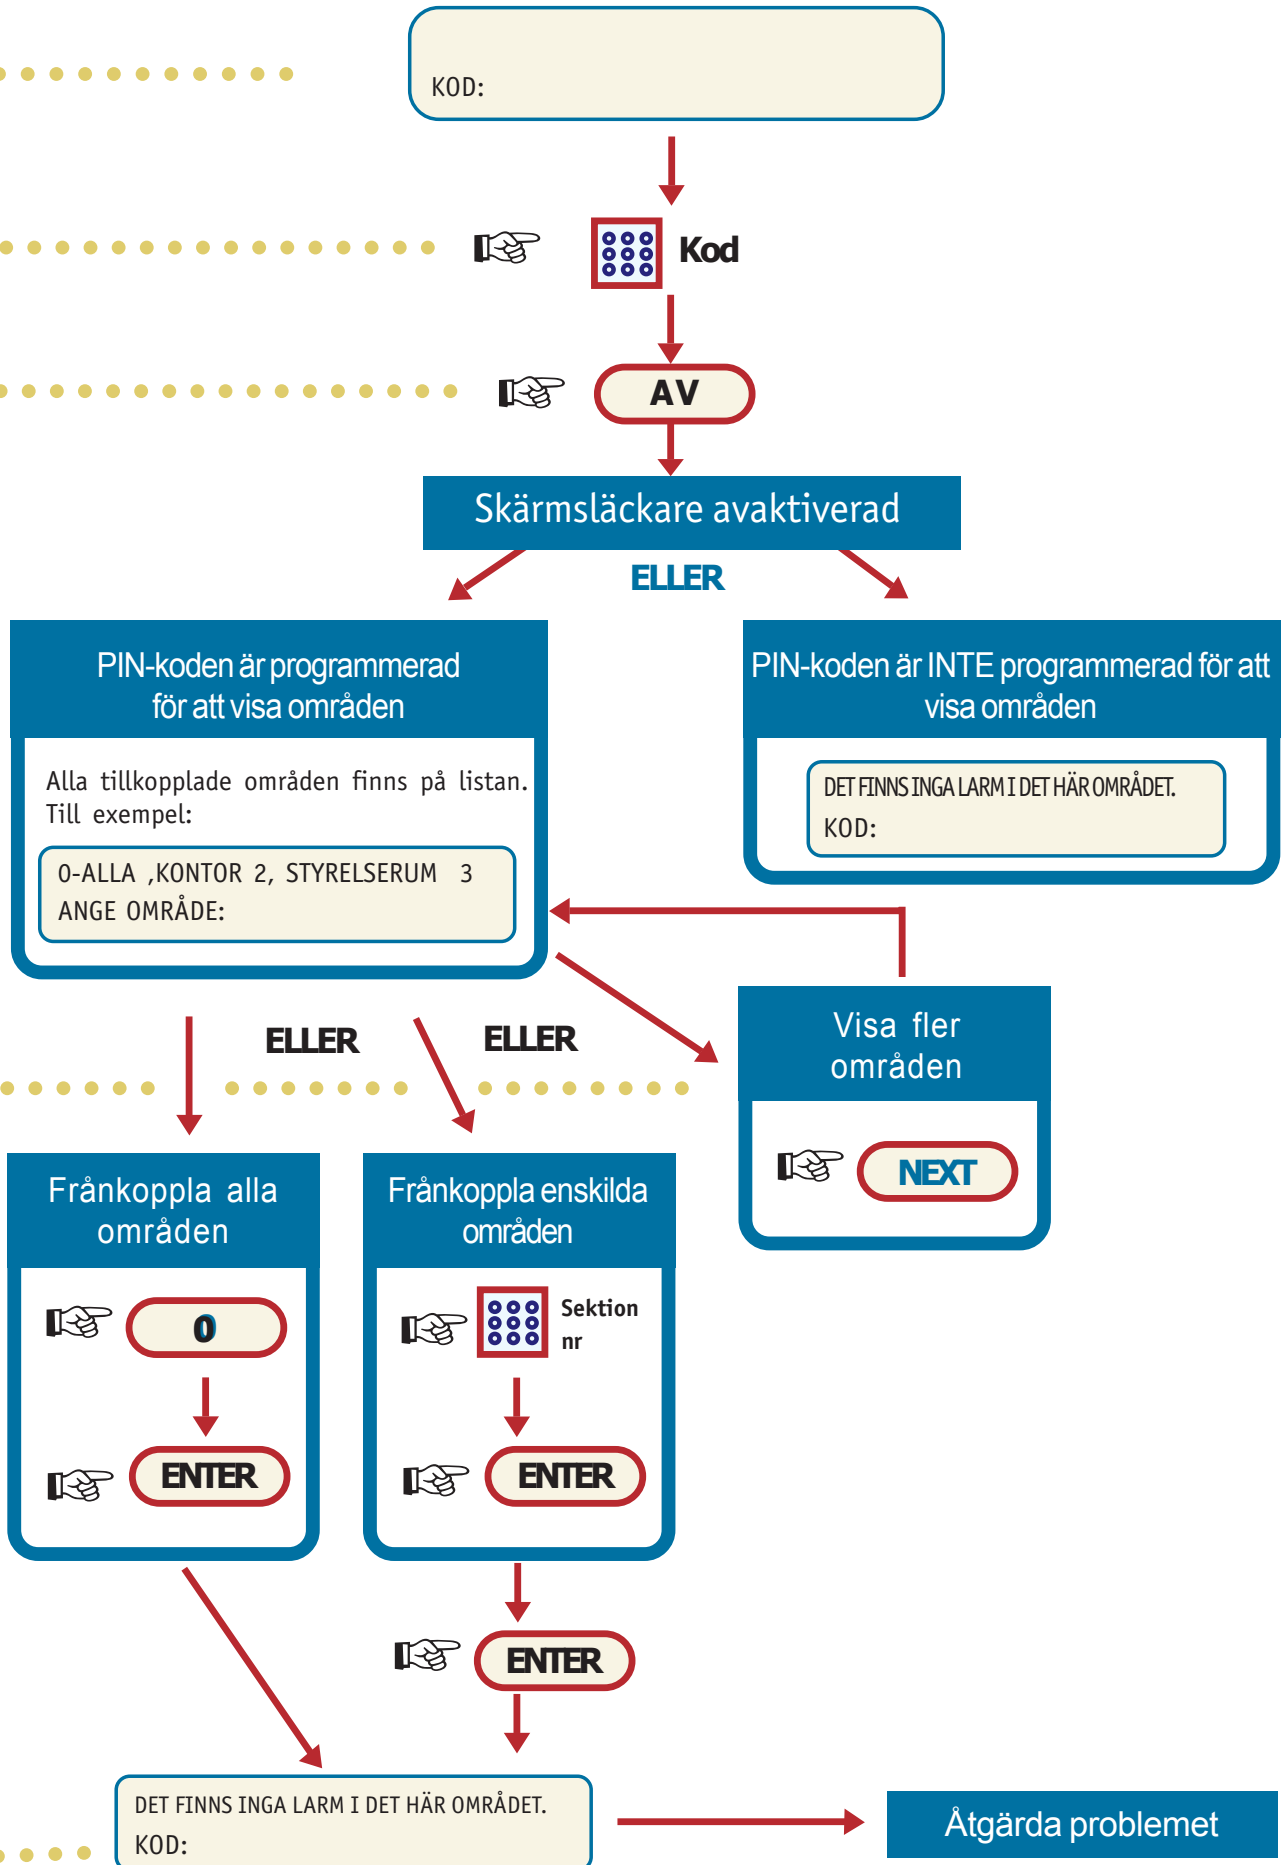 KOD:
Kod
AV
Skärmsläckare avaktiverad
ELLER
PIN-koden är programmerad
för att visa områden
Alla tillkopplade områden finns på listan.
Till exempel:
0-ALLA ,KONTOR 2, STYRELSERUM 3
ANGE OMRÅDE:
PIN-koden är INTE programmerad för att
visa områden
DET FINNS INGA LARM I DET HÄR OMRÅDET.
KOD:
ELLER
ELLER
Visa fler
områden
NEXT
Frånkoppla alla
områden
0
ENTER
Frånkoppla enskilda
områden
Sektion
nr
ENTER
ENTER
DET FINNS INGA LARM I DET HÄR OMRÅDET.
KOD:
Åtgärda problemet